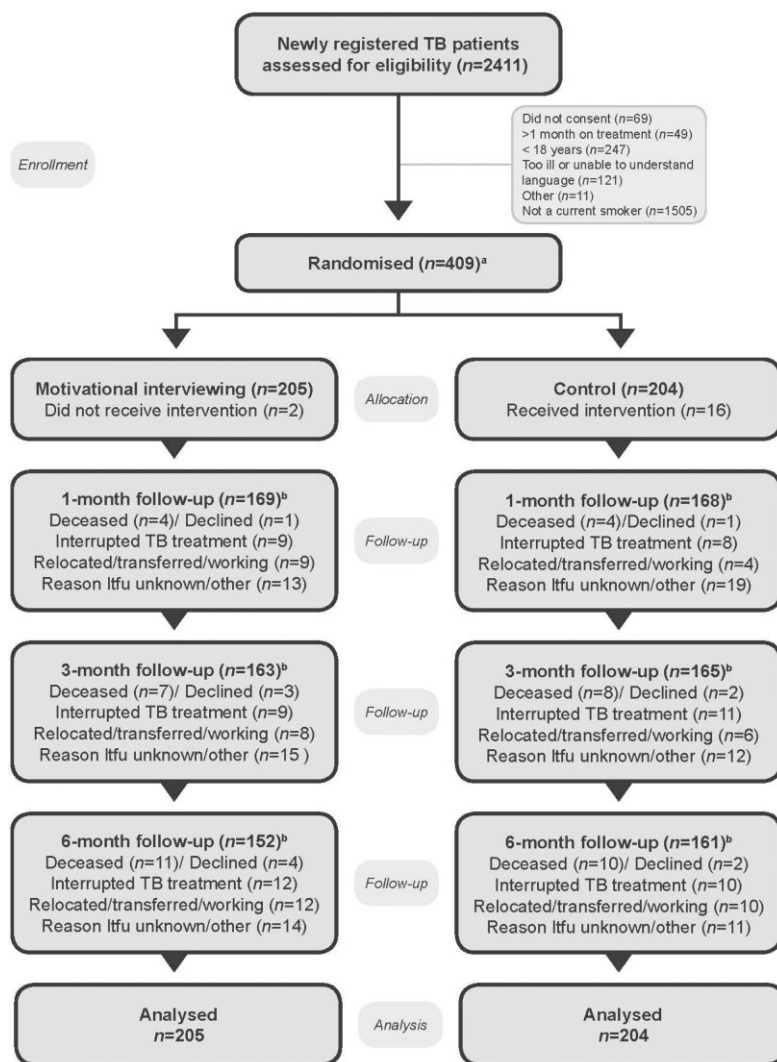 Newly registered TB patients
assessed for eligibility (n=2411)
Enrollment
Did not consent (n=69)
>1 month on treatment (n=49)
< 18 years (n=247)
Too ill or unable to understand
language (n=121)
Other (n=11)
Not a current smoker (n=1505)
Randomised (n=409)ᵃ
Motivational interviewing (n=205)
Did not receive intervention (n=2)
Allocation
Control (n=204)
Received intervention (n=16)
1-month follow-up (n=169)ᵇ
Deceased (n=4)/ Declined (n=1)
Interrupted TB treatment (n=9)
Relocated/transferred/working (n=9)
Reason ltfu unknown/other (n=13)
Follow-up
1-month follow-up (n=168)ᵇ
Deceased (n=4)/Declined (n=1)
Interrupted TB treatment (n=8)
Relocated/transferred/working (n=4)
Reason ltfu unknown/other (n=19)
3-month follow-up (n=163)ᵇ
Deceased (n=7)/ Declined (n=3)
Interrupted TB treatment (n=9)
Relocated/transferred/working (n=8)
Reason ltfu unknown/other (n=15 )
Follow-up
3-month follow-up (n=165)ᵇ
Deceased (n=8)/ Declined (n=2)
Interrupted TB treatment (n=11)
Relocated/transferred/working (n=6)
Reason ltfu unknown/other (n=12)
6-month follow-up (n=152)ᵇ
Deceased (n=11)/ Declined (n=4)
Interrupted TB treatment (n=12)
Relocated/transferred/working (n=12)
Reason ltfu unknown/other (n=14)
Follow-up
6-month follow-up (n=161)ᵇ
Deceased (n=10)/ Declined (n=2)
Interrupted TB treatment (n=10)
Relocated/transferred/working (n=10)
Reason ltfu unknown/other (n=11)
Analysed
n=205
Analysis
Analysed
n=204